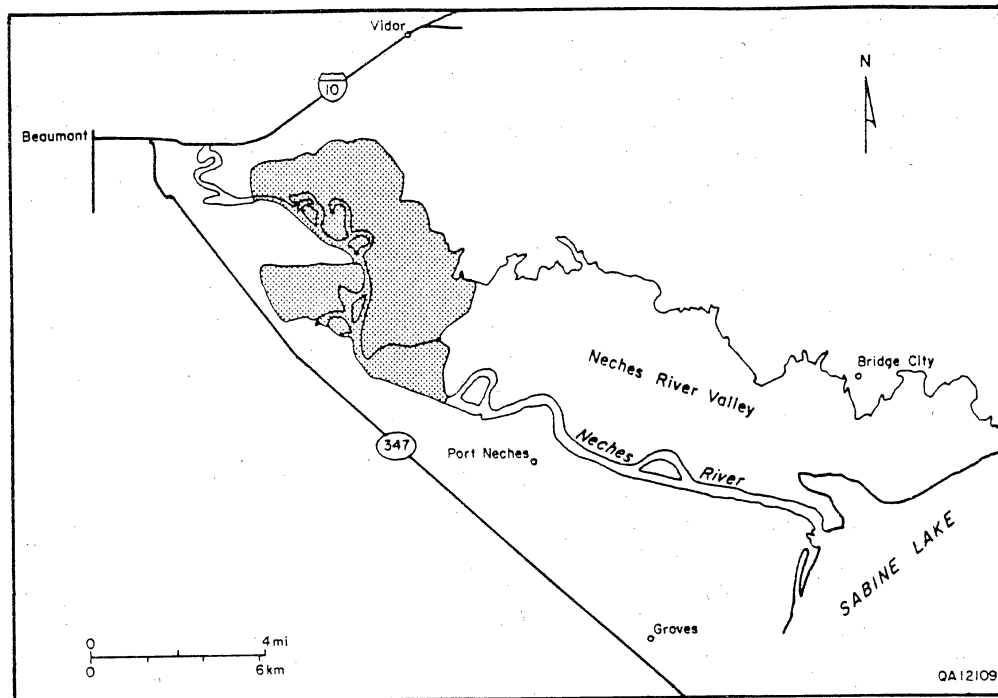 Vidor
N
10
Beaumont
Bridge City
Neches River Valley
347
Port Neches
Neches River
SABINE LAKE
0 4 mi
0 6 km
Groves
QA12109